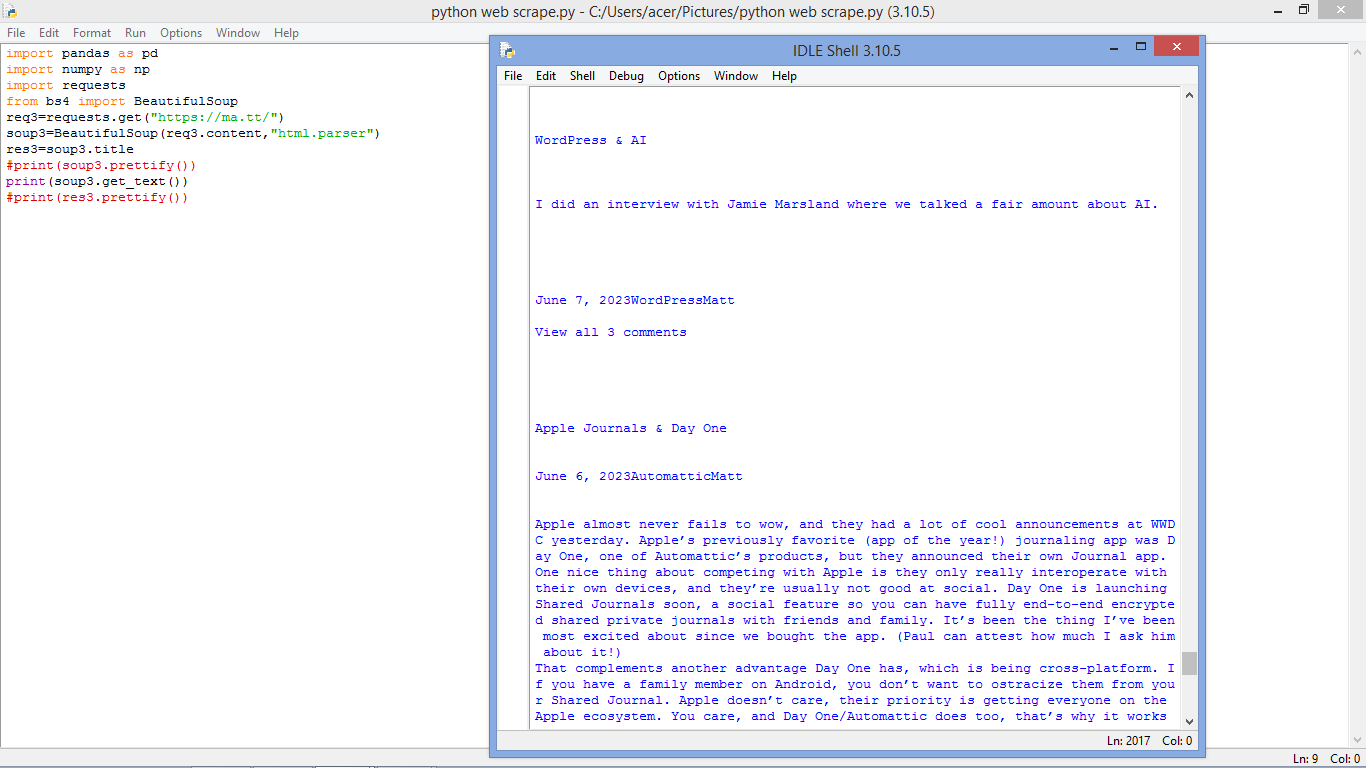 python web scrape.py - C:/Users/acer/Pictures/python web scrape.py (3.10.5)
File Edit Format Run Options Window Help
import pandas as pd
import numpy as np
import requests
from bs4 import BeautifulSoup
req3=requests.get("https://ma.tt/")
soup3=BeautifulSoup(req3.content,"html.parser")
res3=soup3.title
#print(soup3.prettify())
print(soup3.get_text())
#print(res3.prettify())
IDLE Shell 3.10.5
File Edit Shell Debug Options Window Help
WordPress & AI
I did an interview with Jamie Marsland where we talked a fair amount about AI.
June 7, 2023WordPressMatt
View all 3 comments
Apple Journals & Day One
June 6, 2023AutomatticMatt
Apple almost never fails to wow, and they had a lot of cool announcements at WWD
C yesterday. Apple’s previously favorite (app of the year!) journaling app was D
ay One, one of Automattic’s products, but they announced their own Journal app.
One nice thing about competing with Apple is they only really interoperate with
their own devices, and they’re usually not good at social. Day One is launching
Shared Journals soon, a social feature so you can have fully end-to-end encrypte
d shared private journals with friends and family. It’s been the thing I’ve been
most excited about since we bought the app. (Paul can attest how much I ask him
about it!)
That complements another advantage Day One has, which is being cross-platform. I
f you have a family member on Android, you don’t want to ostracize them from you
r Shared Journal. Apple doesn’t care, their priority is getting everyone on the
Apple ecosystem. You care, and Day One/Automattic does too, that’s why it works
Ln: 2017 Col: 0
Ln: 9 Col: 0